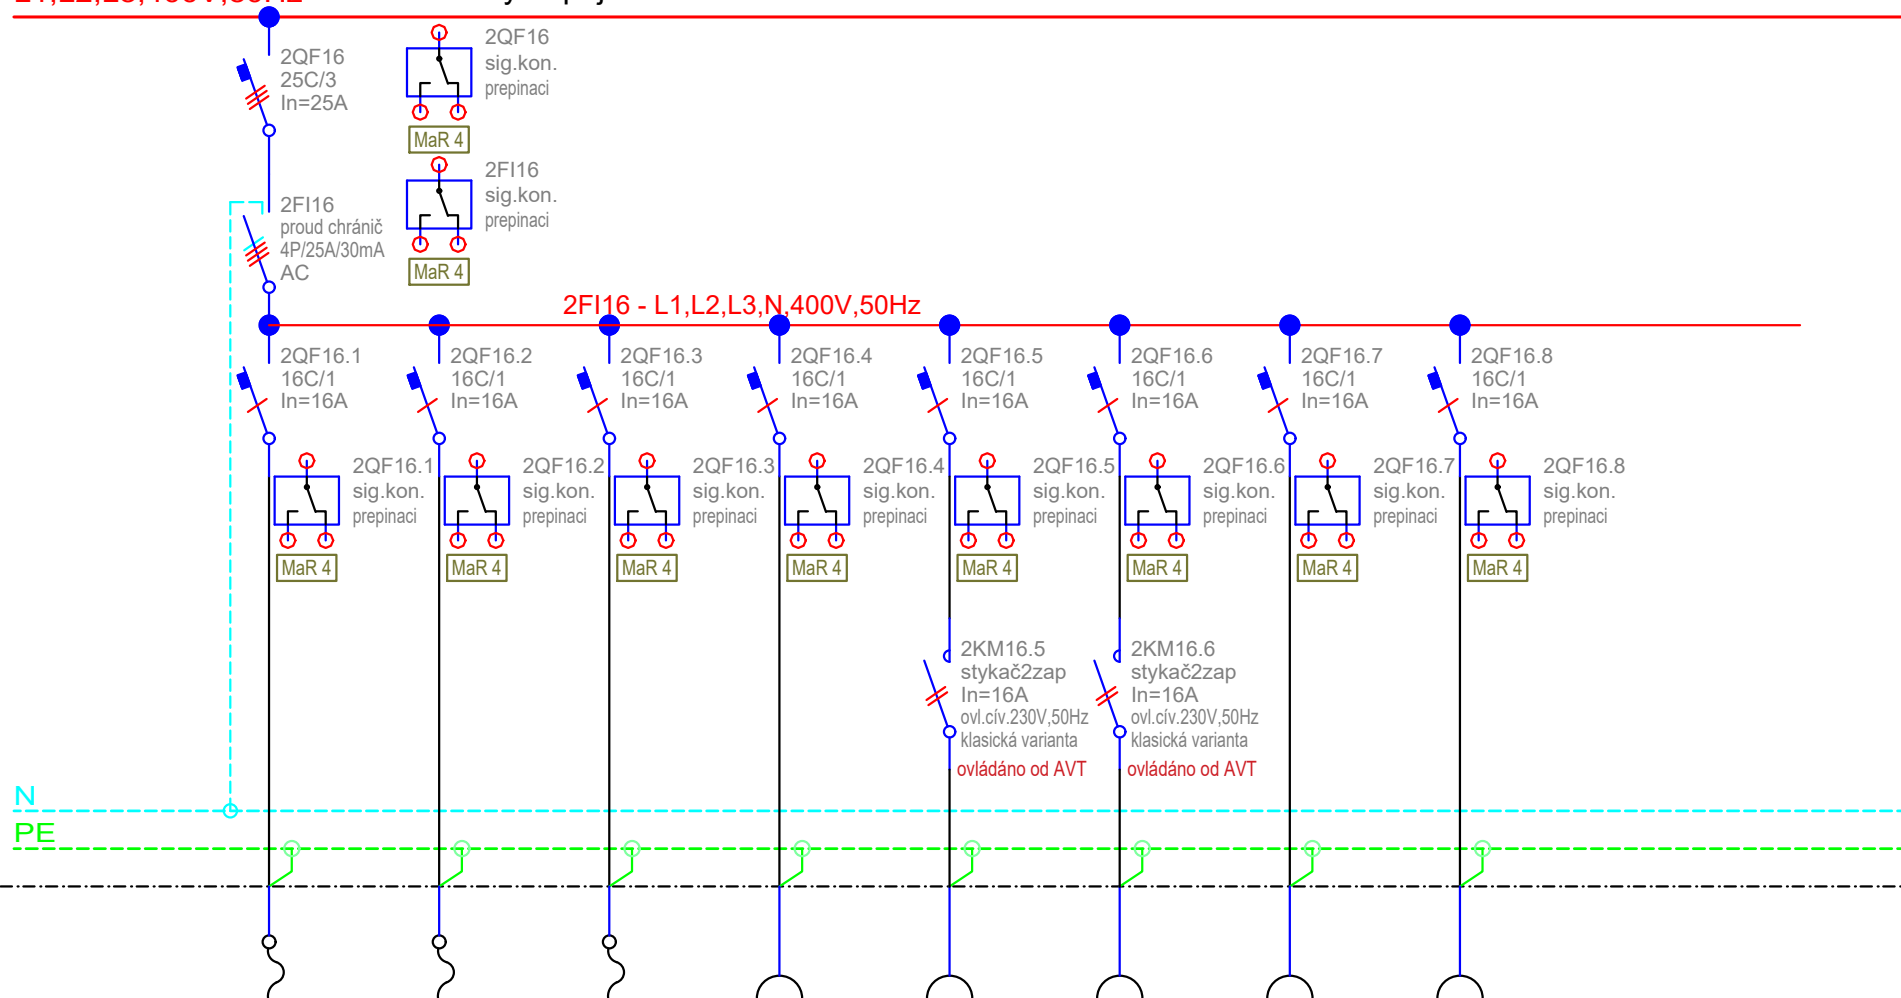 2QF16
25C/3
In=25A
2QF16
sig.kon.
prepinaci
MaR 4
2FI16
proud chránič
4P/25A/30mA
AC
2FI16
sig.kon.
prepinaci
MaR 4
2FI16 - L1,L2,L3,N,400V,50Hz
2QF16.1
16C/1
In=16A
2QF16.2
16C/1
In=16A
2QF16.3
16C/1
In=16A
2QF16.4
16C/1
In=16A
2QF16.5
16C/1
In=16A
2QF16.6
16C/1
In=16A
2QF16.7
16C/1
In=16A
2QF16.8
16C/1
In=16A
2QF16.1
sig.kon.
prepinaci
MaR 4
2QF16.2
sig.kon.
prepinaci
MaR 4
2QF16.3
sig.kon.
prepinaci
MaR 4
2QF16.4
sig.kon.
prepinaci
MaR 4
2QF16.5
sig.kon.
prepinaci
MaR 4
2QF16.6
sig.kon.
prepinaci
MaR 4
2QF16.7
sig.kon.
prepinaci
MaR 4
2QF16.8
sig.kon.
prepinaci
MaR 4
2KM16.5
stykač2zap
In=16A
ovl.cív.230V,50Hz
klasická varianta
ovládáno od AVT
2KM16.6
stykač2zap
In=16A
ovl.cív.230V,50Hz
klasická varianta
ovládáno od AVT
N
PE